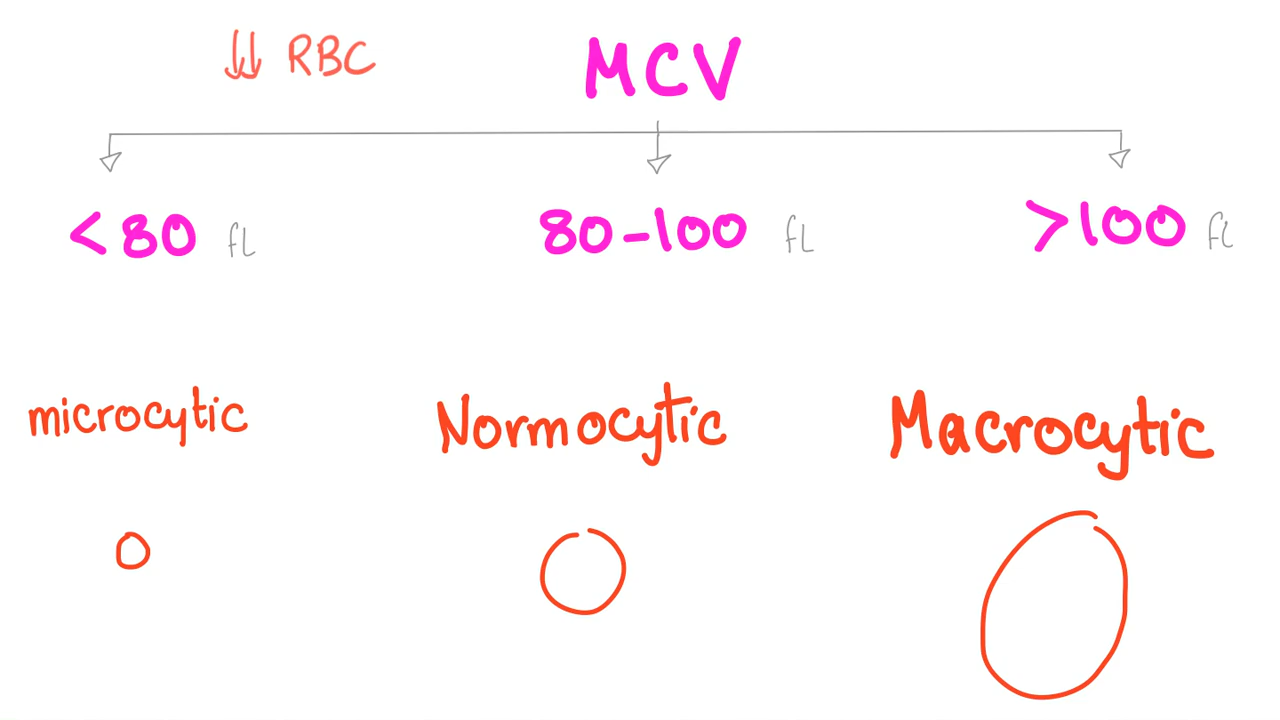 ↓↓ RBC
MCV
<80 fL
80-100 fL
>100 fL
microcytic
Normocytic
Macrocytic